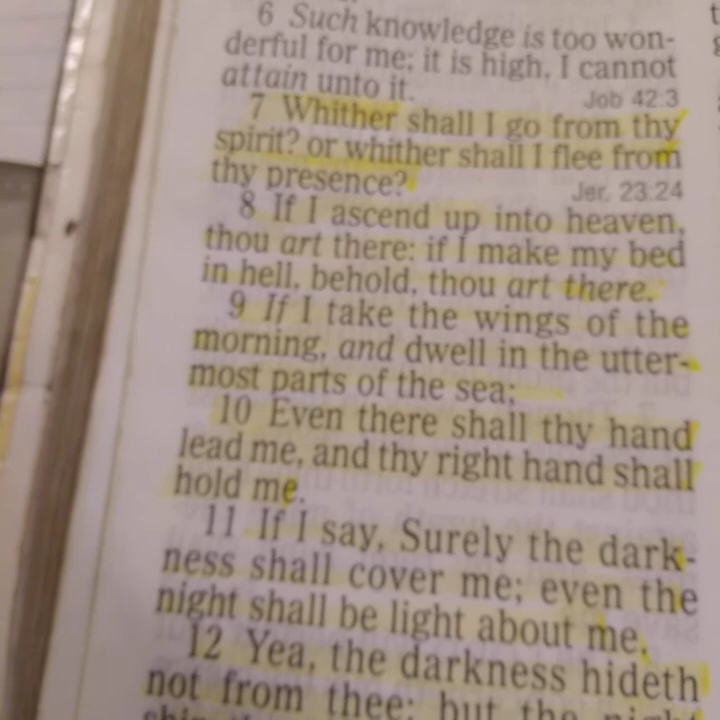 6 Such knowledge is too won-
derful for me; it is high, I cannot
attain unto it. Job 42:3
7 Whither shall I go from thy
spirit? or whither shall I flee from
thy presence? Jer. 23:24
8 If I ascend up into heaven,
thou art there: if I make my bed
in hell, behold, thou art there.
9 If I take the wings of the
morning, and dwell in the utter-
most parts of the sea;
10 Even there shall thy hand
lead me, and thy right hand shall
hold me.
11 If I say, Surely the dark-
ness shall cover me; even the
night shall be light about me.
12 Yea, the darkness hideth
not from thee; but the night